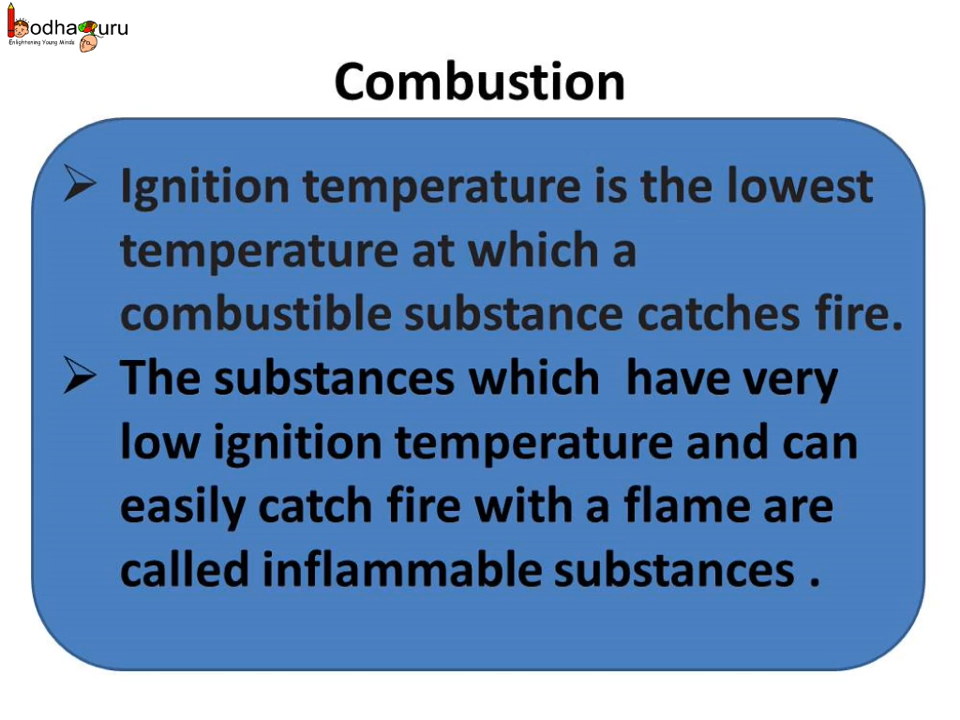 BodhaGuru
Enlightening Young Minds
Combustion
➢ Ignition temperature is the lowest
temperature at which a
combustible substance catches fire.
➢ The substances which  have very
low ignition temperature and can
easily catch fire with a flame are
called inflammable substances .